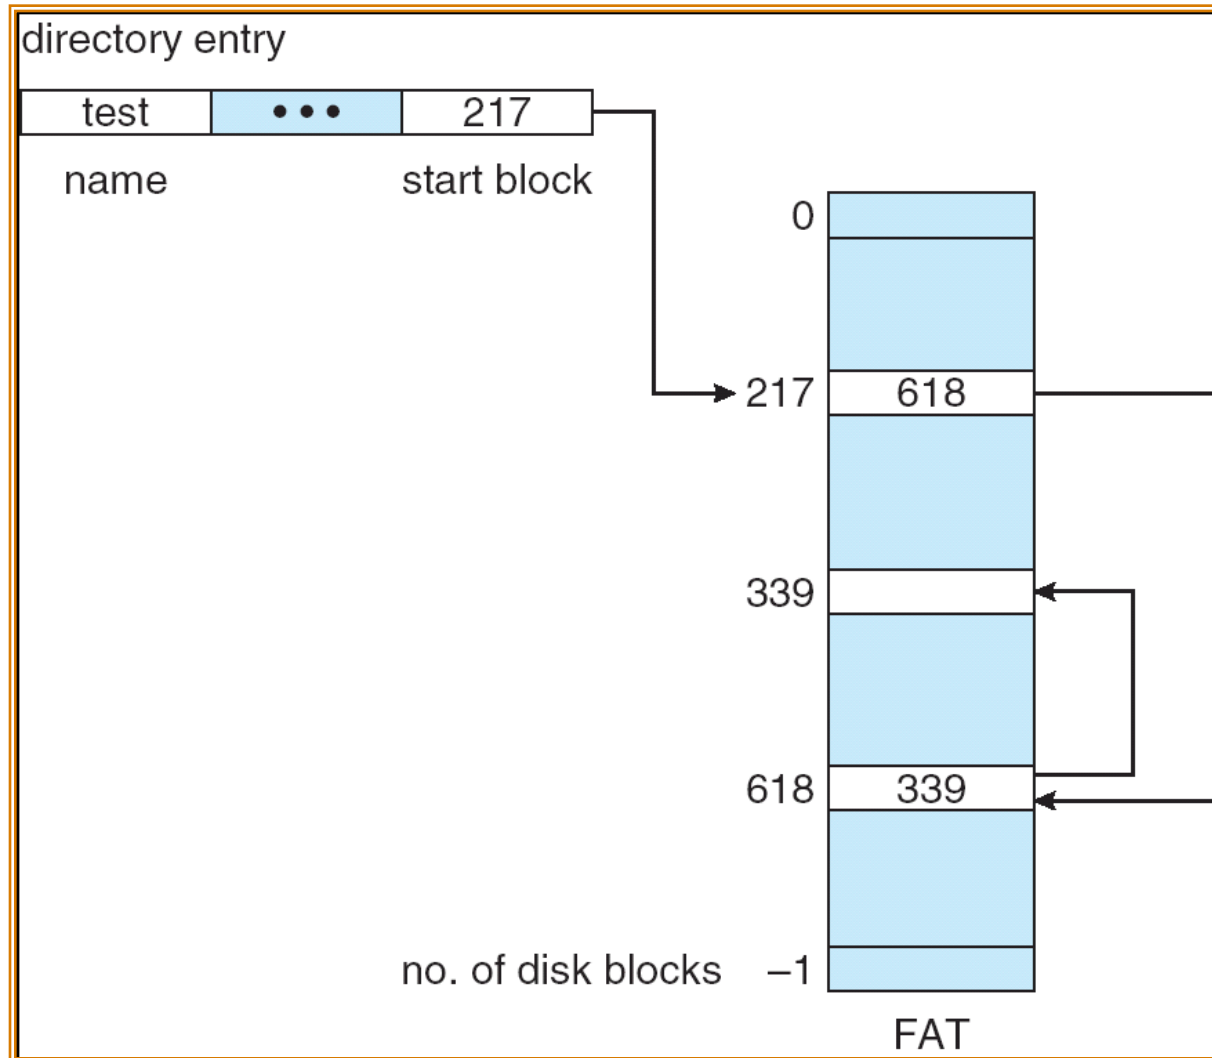 directory entry
test ••• 217
name start block
0
217 618
339
618 339
no. of disk blocks –1
FAT